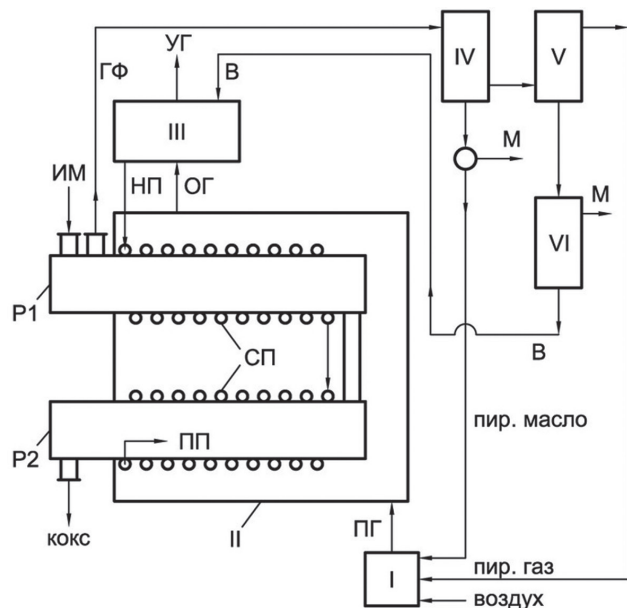 УГ
ГФ
В
IV
V
III
М
ИМ
НП
ОГ
VI
М
Р1
СП
В
пир. масло
Р2
ПП
кокс
II
ПГ
I
пир. газ
воздух